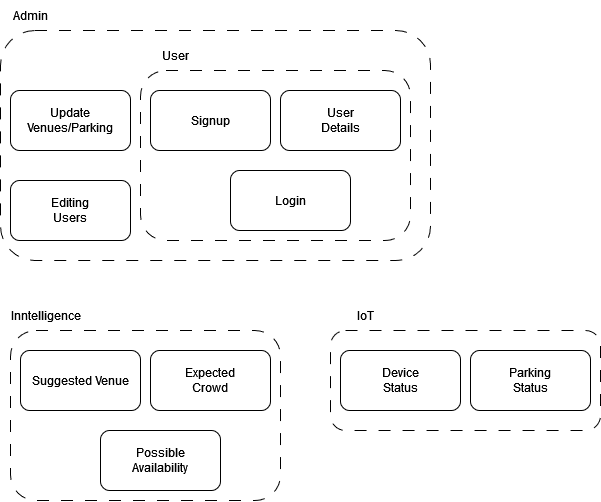 Admin
User
Update
Venues/Parking
Signup
User
Details
Editing
Users
Login
Inntelligence
IoT
Suggested Venue
Expected
Crowd
Device
Status
Parking
Status
Possible
Availability